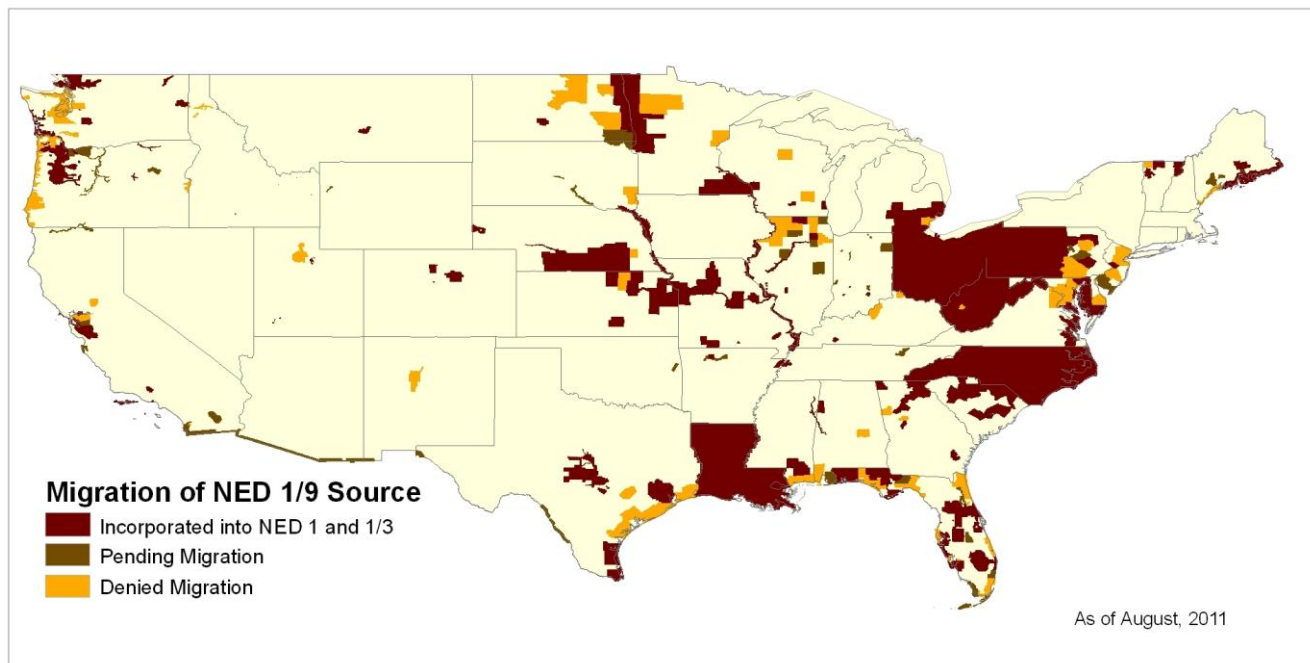 Migration of NED 1/9 Source
Incorporated into NED 1 and 1/3
Pending Migration
Denied Migration
As of August, 2011